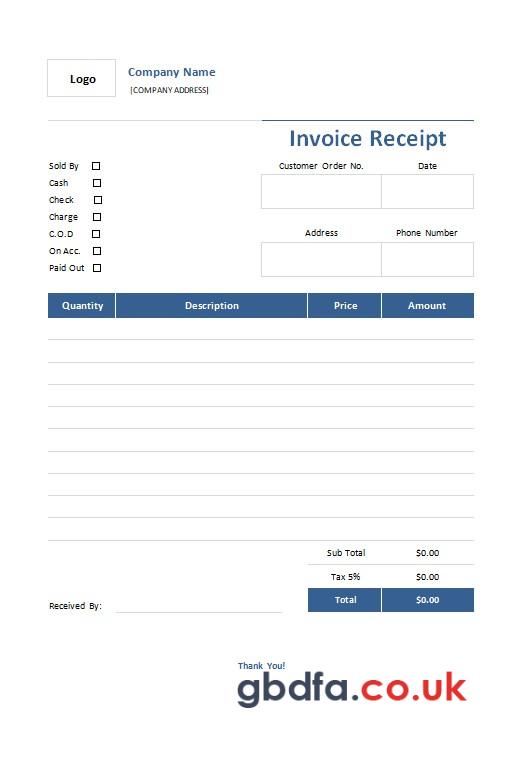 Logo
Company Name
[COMPANY ADDRESS]
Invoice Receipt
Sold By
Cash
Check
Charge
C.O.D
On Acc.
Paid Out
Customer Order No. Date
Address Phone Number
Quantity Description Price Amount
Sub Total $0.00
Tax 5% $0.00
Total $0.00
Received By:
Thank You!
gbdfa.co.uk